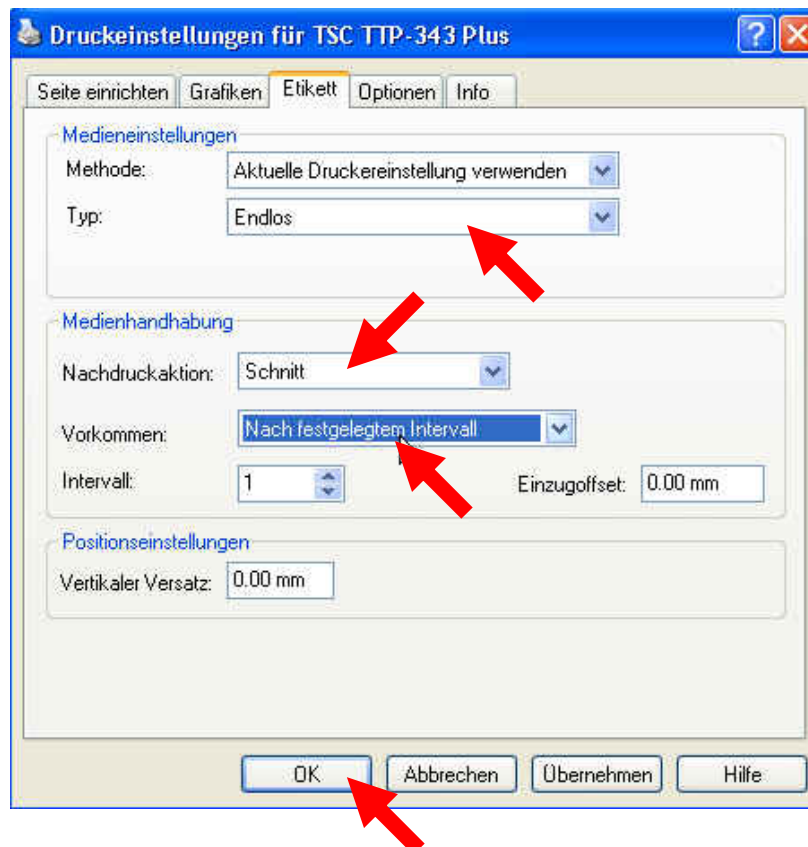 Druckeinstellungen für TSC TTP-343 Plus
Seite einrichten Grafiken Etikett Optionen Info
Medieneinstellungen
Methode: Aktuelle Druckereinstellung verwenden
Typ: Endlos
Medienhandhabung
Nachdruckaktion: Schnitt
Vorkommen: Nach festgelegtem Intervall
Intervall: 1 Einzugoffset: 0.00 mm
Positionseinstellungen
Vertikaler Versatz: 0.00 mm
OK Abbrechen Übernehmen Hilfe